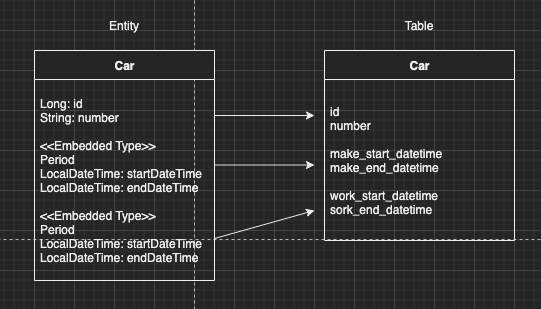 Entity
Car
Long: id
String: number
<<Embedded Type>>
Period
LocalDateTime: startDateTime
LocalDateTime: endDateTime
<<Embedded Type>>
Period
LocalDateTime: startDateTime
LocalDateTime: endDateTime
Table
Car
id
number
make_start_datetime
make_end_datetime
work_start_datetime
sork_end_datetime